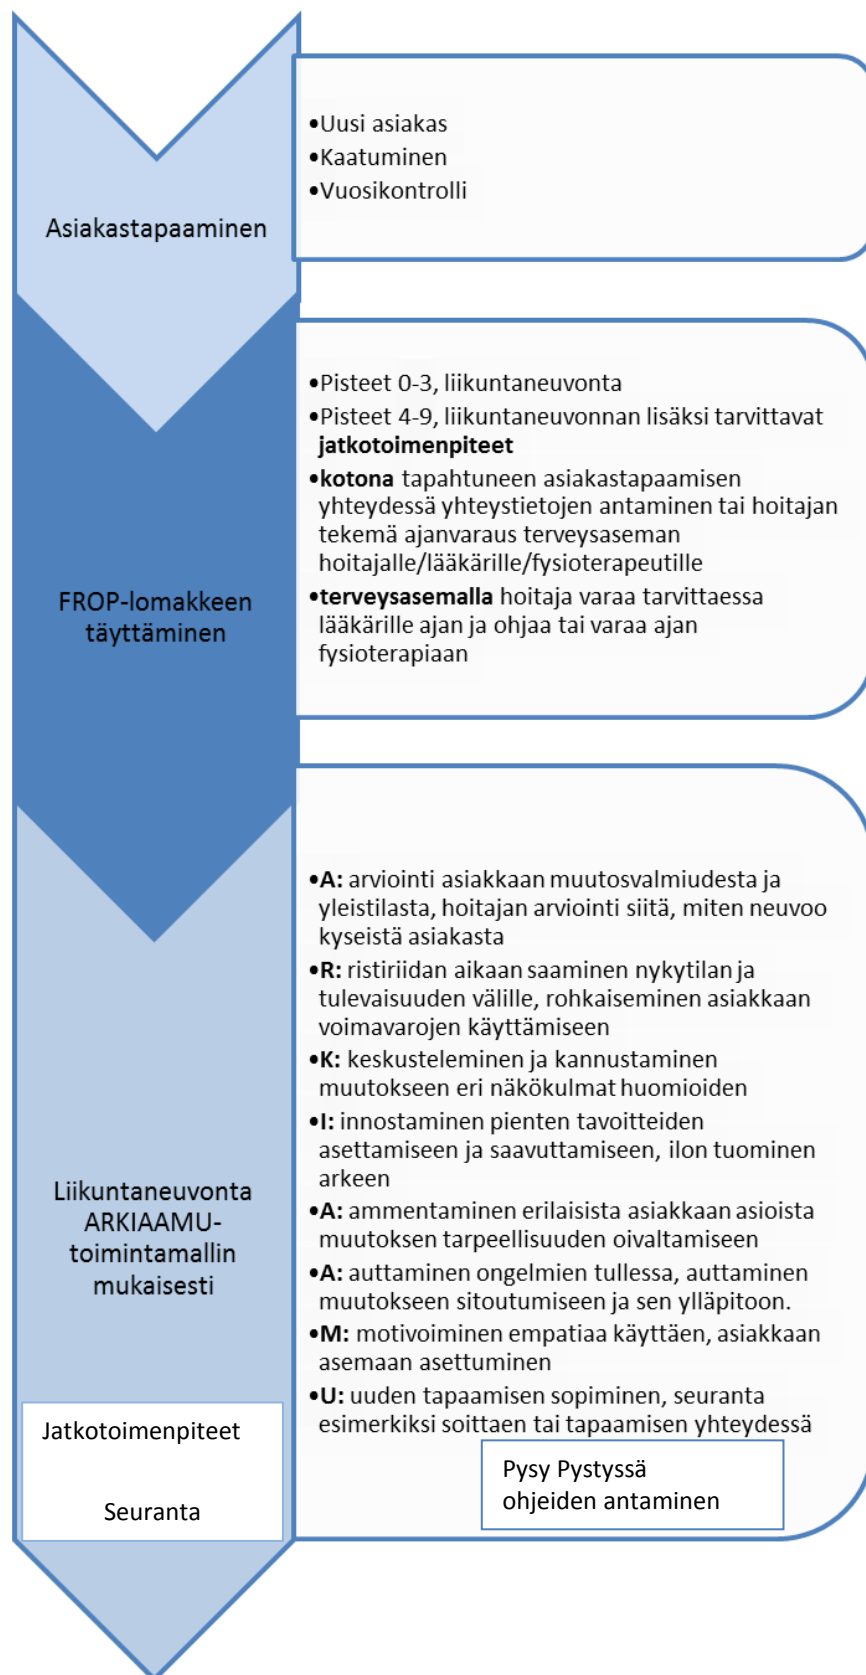 Asiakastapaaminen
•Uusi asiakas
•Kaatuminen
•Vuosikontrolli
FROP-lomakkeen
täyttäminen
•Pisteet 0-3, liikuntaneuvonta
•Pisteet 4-9, liikuntaneuvonnan lisäksi tarvittavat
jatkotoimenpiteet
•kotona tapahtuneen asiakastapaamisen
yhteydessä yhteystietojen antaminen tai hoitajan
tekemä ajanvaraus terveysaseman
hoitajalle/lääkärille/fysioterapeutille
•terveysasemalla hoitaja varaa tarvittaessa
lääkärille ajan ja ohjaa tai varaa ajan
fysioterapiaan
Liikuntaneuvonta
ARKIAAMU-
toimintamallin
mukaisesti
•A: arviointi asiakkaan muutosvalmiudesta ja
yleistilasta, hoitajan arviointi siitä, miten neuvoo
kyseistä asiakasta
•R: ristiriidan aikaan saaminen nykytilan ja
tulevaisuuden välille, rohkaiseminen asiakkaan
voimavarojen käyttämiseen
•K: keskusteleminen ja kannustaminen
muutokseen eri näkökulmat huomioiden
•I: innostaminen pienten tavoitteiden
asettamiseen ja saavuttamiseen, ilon tuominen
arkeen
•A: ammentaminen erilaisista asiakkaan asioista
muutoksen tarpeellisuuden oivaltamiseen
•A: auttaminen ongelmien tullessa, auttaminen
muutokseen sitoutumiseen ja sen ylläpitoon.
•M: motivoiminen empatiaa käyttäen, asiakkaan
asemaan asettuminen
•U: uuden tapaamisen sopiminen, seuranta
esimerkiksi soittaen tai tapaamisen yhteydessä
Jatkotoimenpiteet
Seuranta
Pysy Pystyssä
ohjeiden antaminen